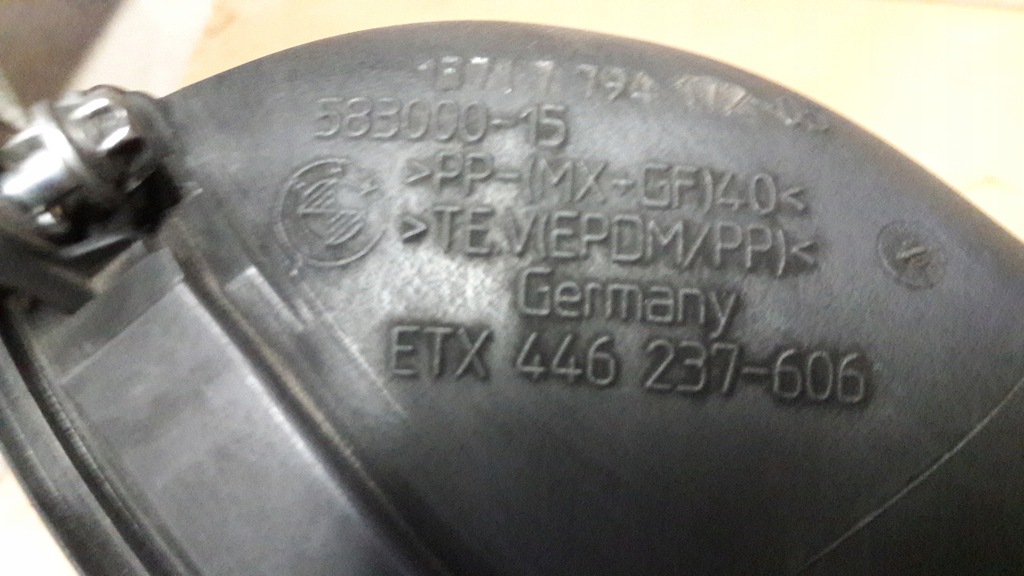 583000-15
>PP-(MX+GF)40<
>TE.V(EPDM/PP)<
Germany
ETX 446 237-606